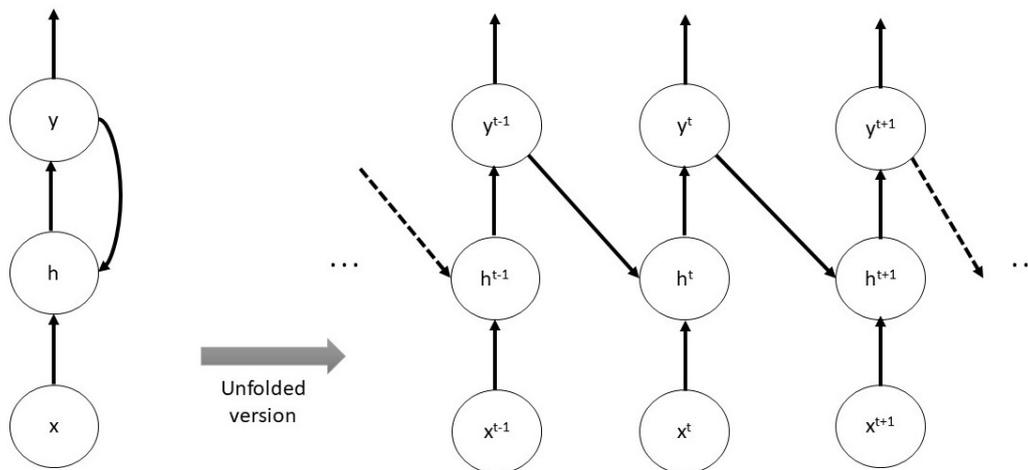 y
h
x
Unfolded
version
...
y^t-1
y^t
y^t+1
h^t-1
h^t
h^t+1
..
x^t-1
x^t
x^t+1